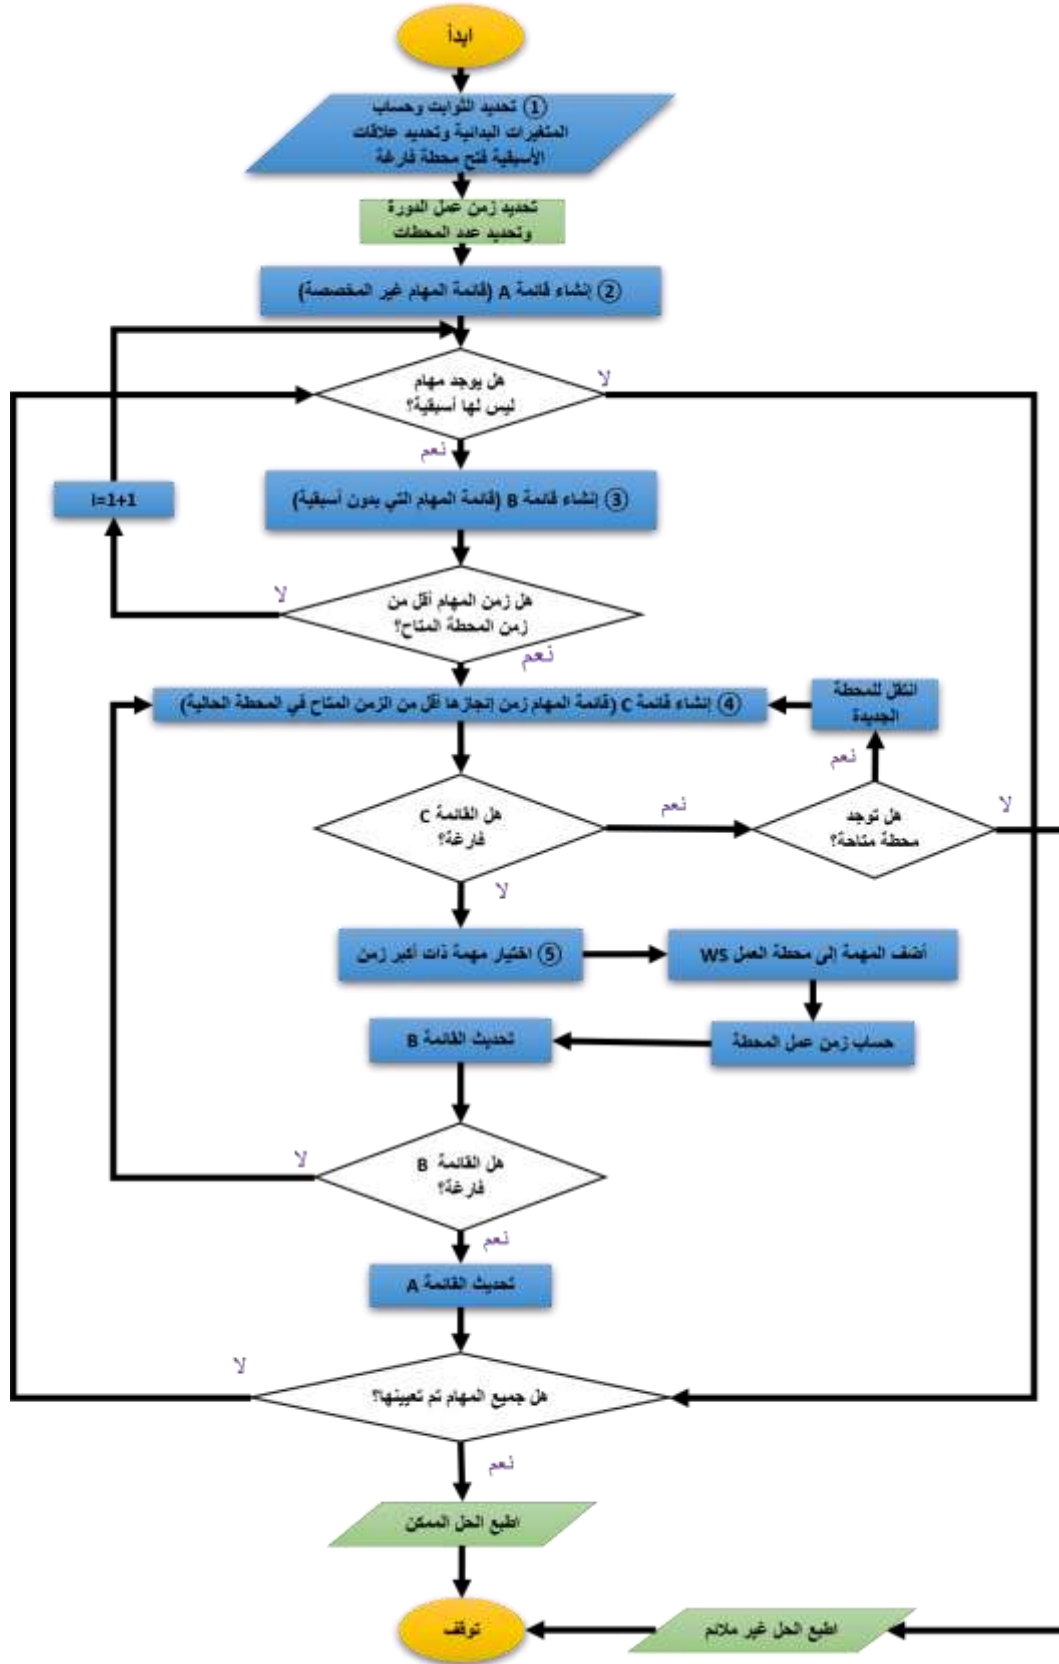 ابدأ
① تحديد الثوابت وحساب
المتغيرات البدائية وتحديد علاقات
الأسبقية فتح محطة فارغة
تحديد زمن عمل الدورة
وتحديد عدد المحطات
② إنشاء قائمة A (قائمة المهام غير المخصصة)
هل يوجد مهام
ليس لها أسبقية؟
لا
نعم
③ إنشاء قائمة B (قائمة المهام التي بدون أسبقية)
I=1+1
هل زمن المهام أقل من
زمن المحطة المتاح؟
لا
نعم
④ إنشاء قائمة C (قائمة المهام زمن إنجازها أقل من الزمن المتاح في المحطة الحالية)
انتقل للمحطة
الجديدة
نعم
هل القائمة C
فارغة؟
نعم
هل توجد
محطة متاحة؟
لا
لا
⑤ اختيار مهمة ذات أكبر زمن
أضف المهمة إلى محطة العمل WS
حساب زمن عمل المحطة
تحديث القائمة B
هل القائمة B
فارغة؟
لا
نعم
تحديث القائمة A
هل جميع المهام تم تعيينها؟
لا
نعم
اطبع الحل الممكن
اطبع الحل غير ملائم
توقف